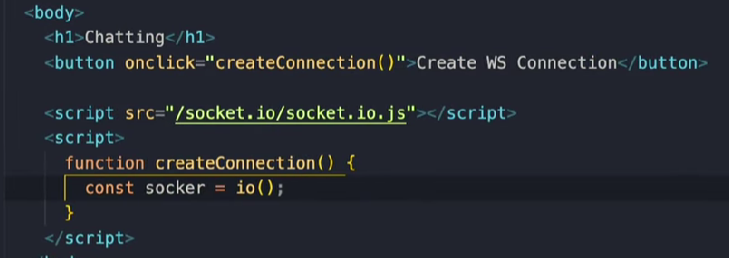 <body>
<h1>Chatting</h1>
<button onclick="createConnection()">Create WS Connection</button>
<script src="/socket.io/socket.io.js"></script>
<script>
function createConnection() {
const socker = io();
}
</script>